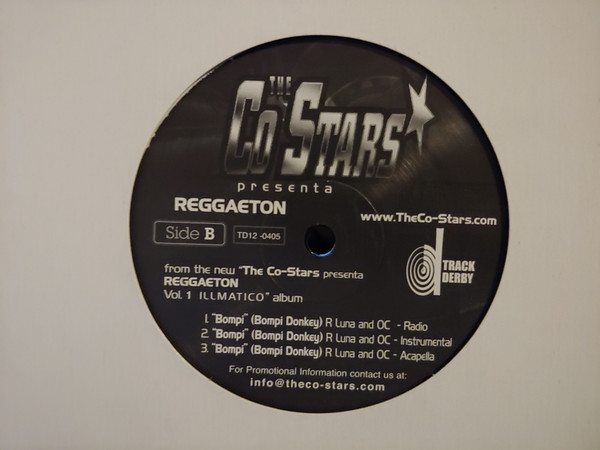 THE
CO STARS
presenta
REGGAETON
www.TheCo-Stars.com
Side B
TD12 -0405
d
TRACK
DERBY
from the new "The Co-Stars presenta
REGGAETON
Vol. 1 ILLMATICO" album
1. "Bompi" (Bompi Donkey) R Luna and OC - Radio
2. "Bompi" (Bompi Donkey) R Luna and OC - Instrumental
3. "Bompi" (Bompi Donkey) R Luna and OC - Acapella
For Promotional Information contact us at:
info@theco-stars.com